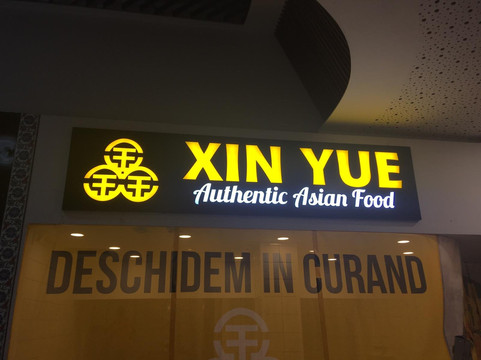 XIN YUE
Authentic Asian Food
DESCHIDEM IN CURAND